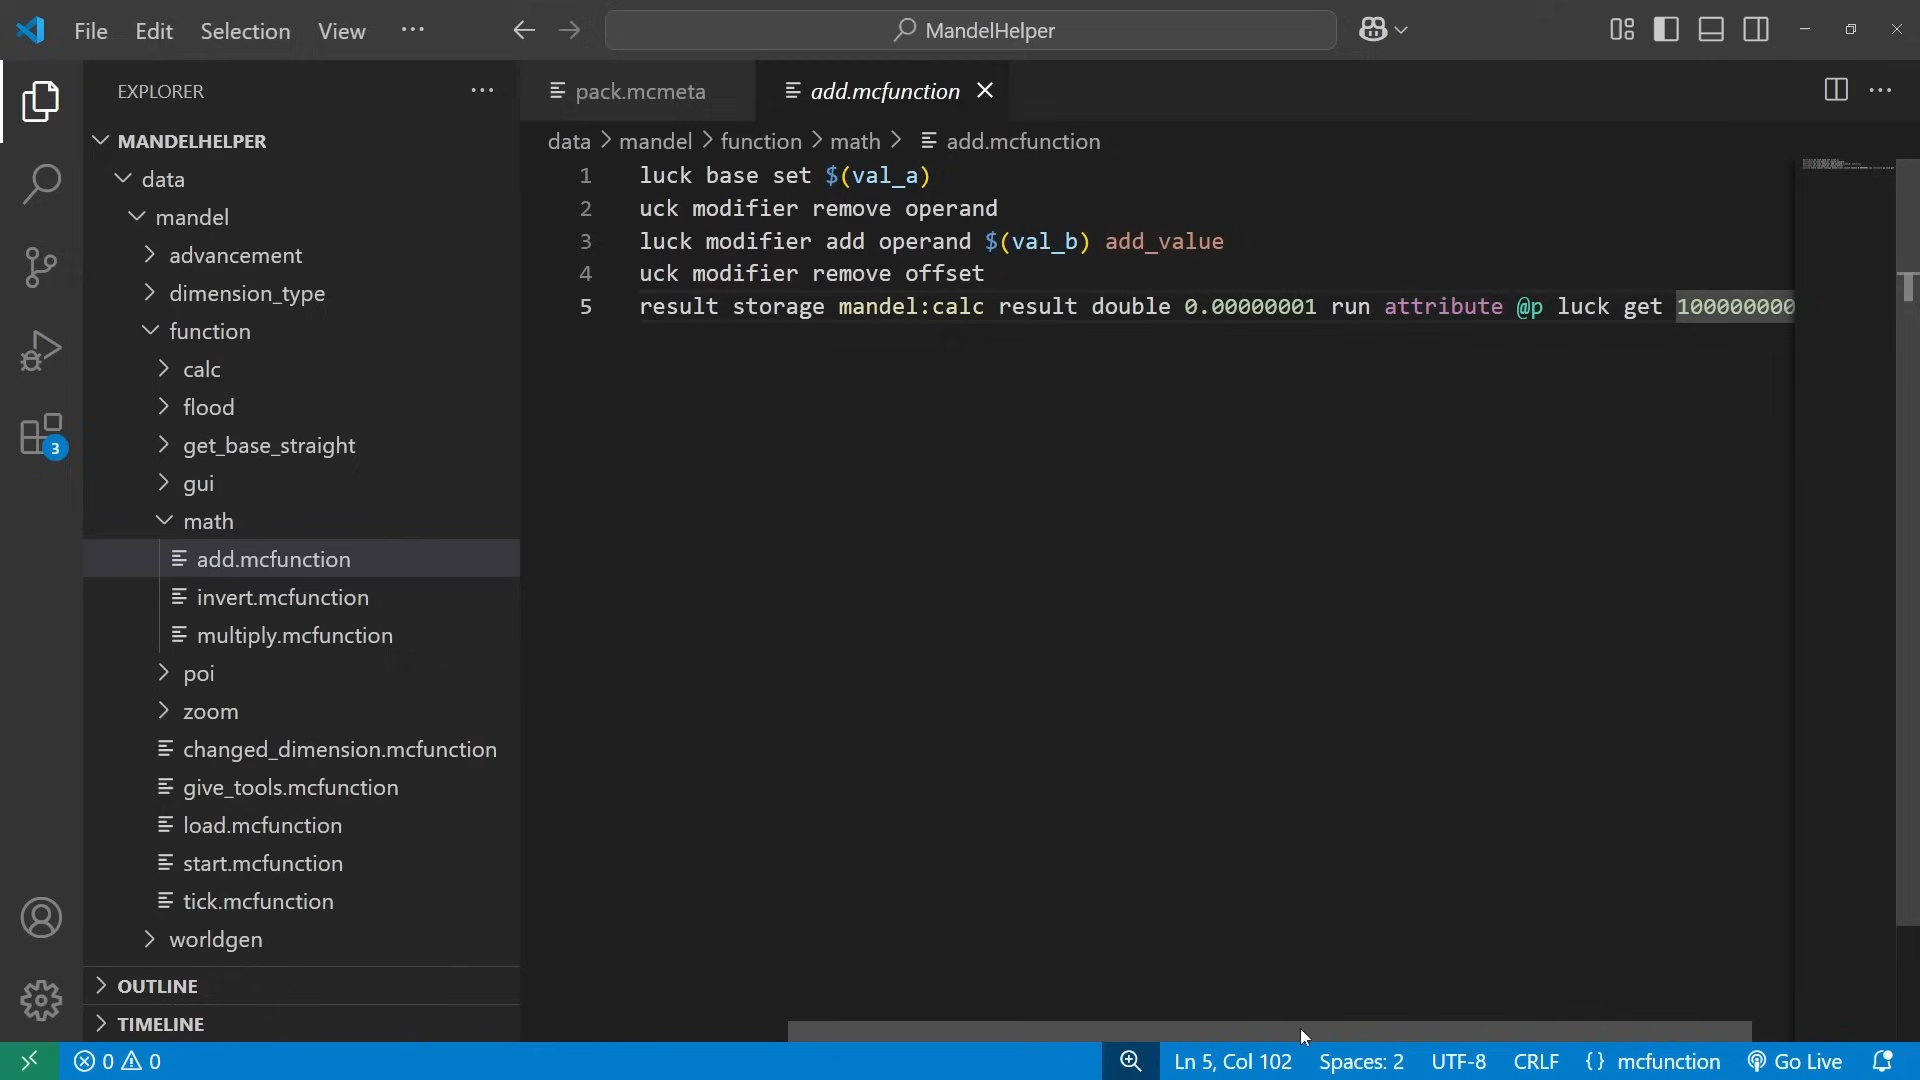 File Edit Selection View ··· MandelHelper
EXPLORER ···
MANDELHELPER
data
mandel
advancement
dimension_type
function
calc
flood
get_base_straight
gui
math
add.mcfunction
invert.mcfunction
multiply.mcfunction
poi
zoom
changed_dimension.mcfunction
give_tools.mcfunction
load.mcfunction
start.mcfunction
tick.mcfunction
worldgen
OUTLINE
TIMELINE
3
pack.mcmeta add.mcfunction
data > mandel > function > math > add.mcfunction
1 luck base set $(val_a)
2 uck modifier remove operand
3 luck modifier add operand $(val_b) add_value
4 uck modifier remove offset
5 result storage mandel:calc result double 0.00000001 run attribute @p luck get 100000000
0 0 Ln 5, Col 102 Spaces: 2 UTF-8 CRLF {} mcfunction Go Live